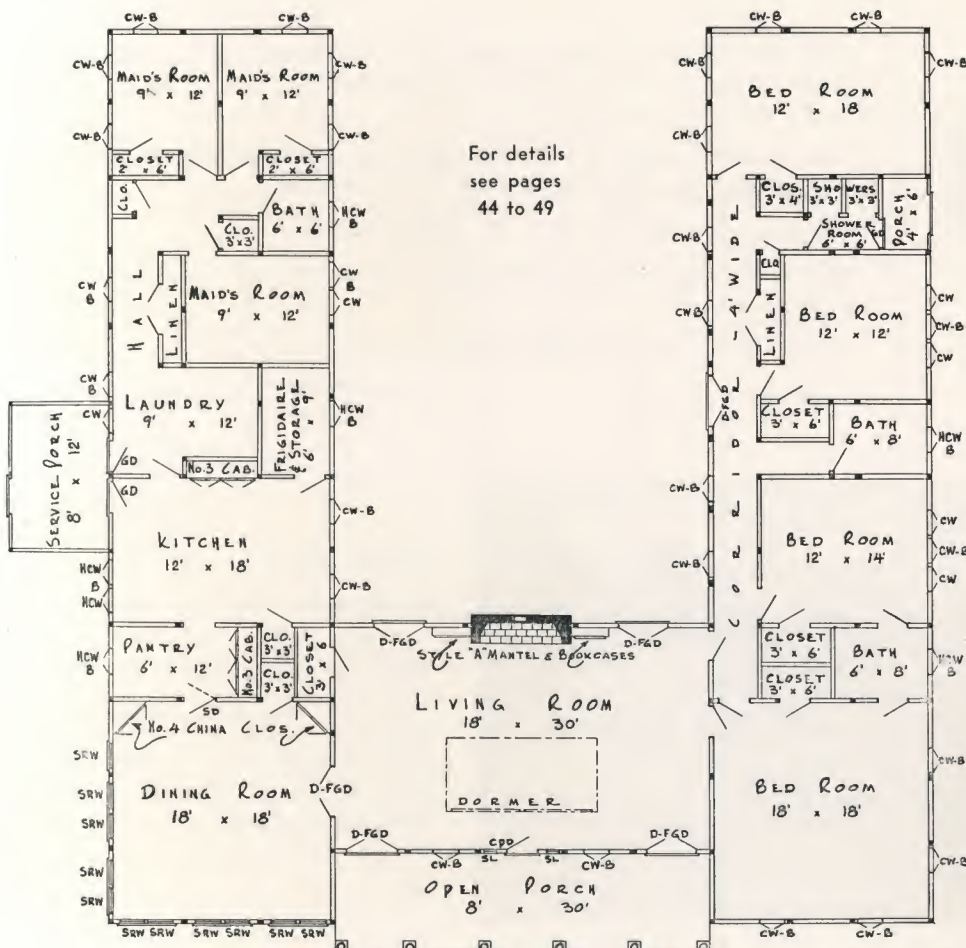 CW-B
CW-B
CW-B
CW-B
MAID'S ROOM
9' x 12'
MAID'S ROOM
9' x 12'
CW-B
CW-B
CW-B
CW-B
CLOSET
2' x 6'
CLOSET
2' x 6'
CLO.
BATH
6' x 6'
HCW
B
CLO.
3'x3'
HALL
LINEN
MAID'S ROOM
9' x 12'
CW
B
CW
B
CW
CW
B
CW
LAUNDRY
9' x 12'
FRIGIDAIRE
& STORAGE
6' x 9'
HCW
B
SERVICE PORCH
8' x 12'
GD
GD
No.3 CAB.
KITCHEN
12' x 18'
CW-B
CW-B
HCW
B
HCW
PANTRY
6' x 12'
HCW
B
No.3 CAB.
CLO.
3'x3'
CLO.
3'x3'
CLOSET
3' x 6'
SD
No.4 CHINA CLOS.
SRW
SRW
SRW
SRW
SRW
DINING ROOM
18' x 18'
D-FGD
SRW SRW SRW SRW
For details
see pages
44 to 49
D-FGD
D-FGD
STYLE "A" MANTEL & BOOKCASES
LIVING ROOM
18' x 30'
DORMER
D-FGD
CW-B
SL
CPD
SL
CW-B
D-FGD
OPEN PORCH
8' x 30'
CW-B
CW-B
CW-B
CW-B
BED ROOM
12' x 18
CW-B
CW-B
CLOS.
3'x 4'
SHOWERS
3'x3'
3'x3'
SHOWER
ROOM
6' x 6'
GD
PORCH
4' x 6'
CW-B
CLO.
LINEN
CORRIDOR - 4' WIDE
BED ROOM
12' x 12'
CW
CW-B
CW
CW-B
D-FGD
CLOSET
3' x 6'
BATH
6' x 8'
HCW
B
CW-B
BED ROOM
12' x 14'
CW
CW-B
CW
CW-B
CLOSET
3' x 6'
CLOSET
3' x 6'
BATH
6' x 8'
HCW
B
BED ROOM
18' x 18'
CW-B
CW-B
CW-B
CW-B